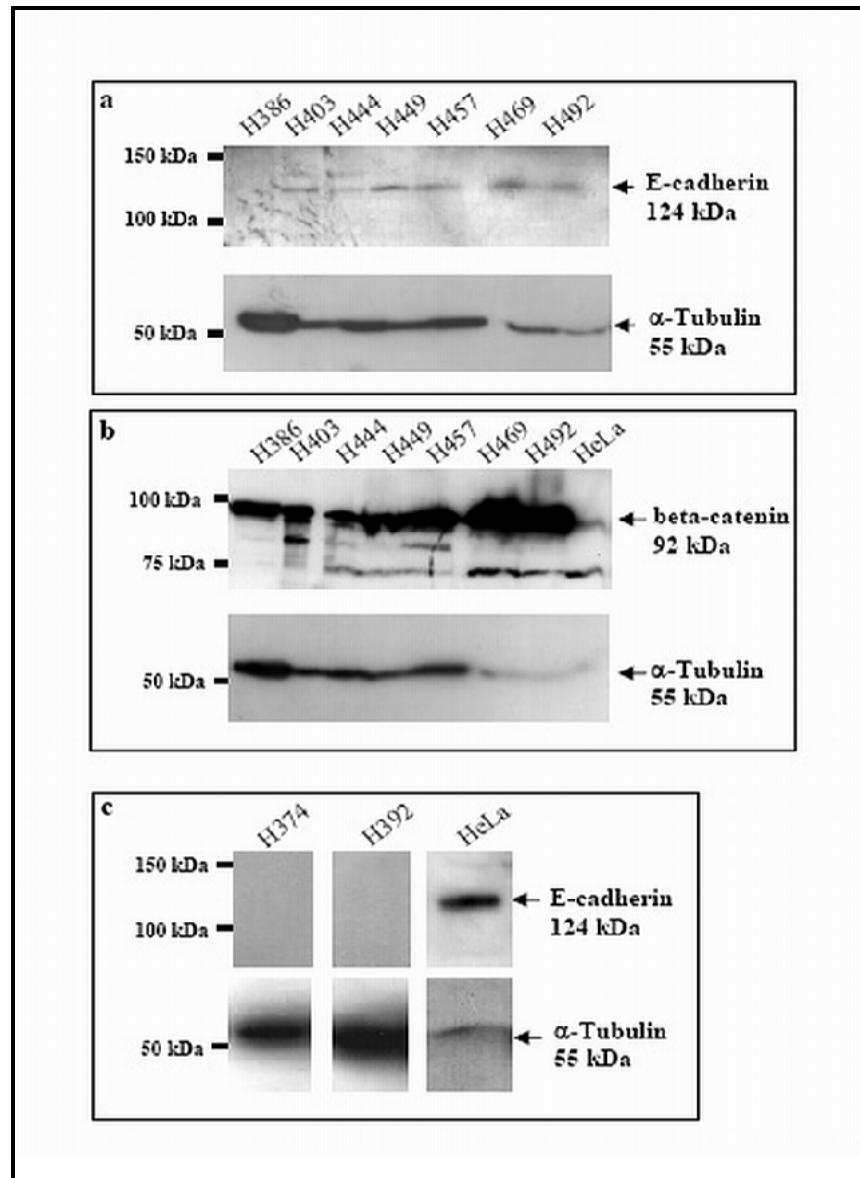 a
H386 H403 H444 H449 H457 H469 H492
150 kDa
100 kDa
E-cadherin
124 kDa
50 kDa
α-Tubulin
55 kDa
b
H386 H403 H444 H449 H457 H469 H492 HeLa
100 kDa
75 kDa
beta-catenin
92 kDa
50 kDa
α-Tubulin
55 kDa
c
H374 H392 HeLa
150 kDa
100 kDa
E-cadherin
124 kDa
50 kDa
α-Tubulin
55 kDa